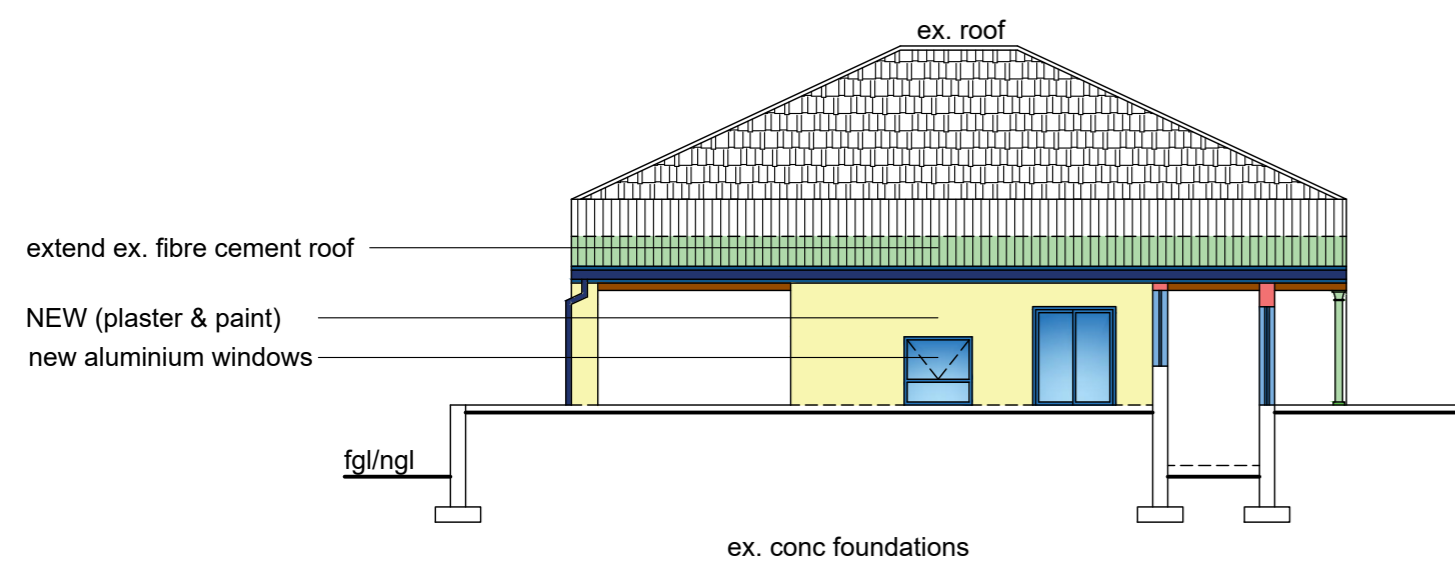 ex. roof
extend ex. fibre cement roof
NEW (plaster & paint)
new aluminium windows
fgl/ngl
ex. conc foundations